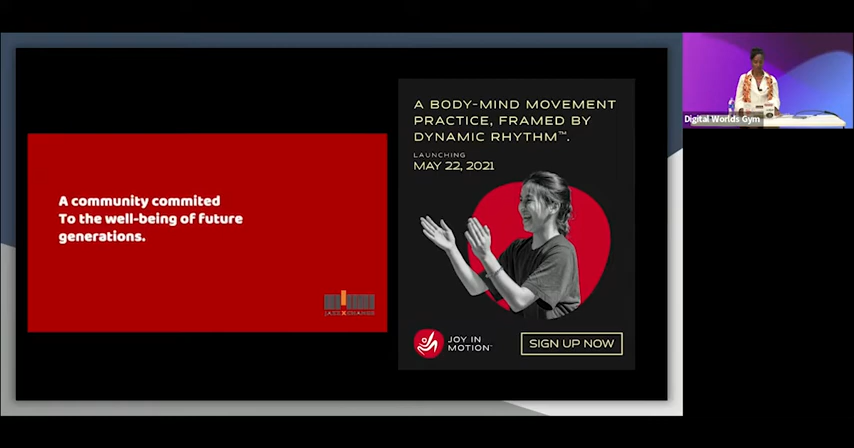 A community commited
To the well-being of future
generations.
JAZZXCHANGE
A BODY-MIND MOVEMENT
PRACTICE, FRAMED BY
DYNAMIC RHYTHM™.
LAUNCHING
MAY 22, 2021
JOY IN
MOTION™
SIGN UP NOW
Digital Worlds Gym